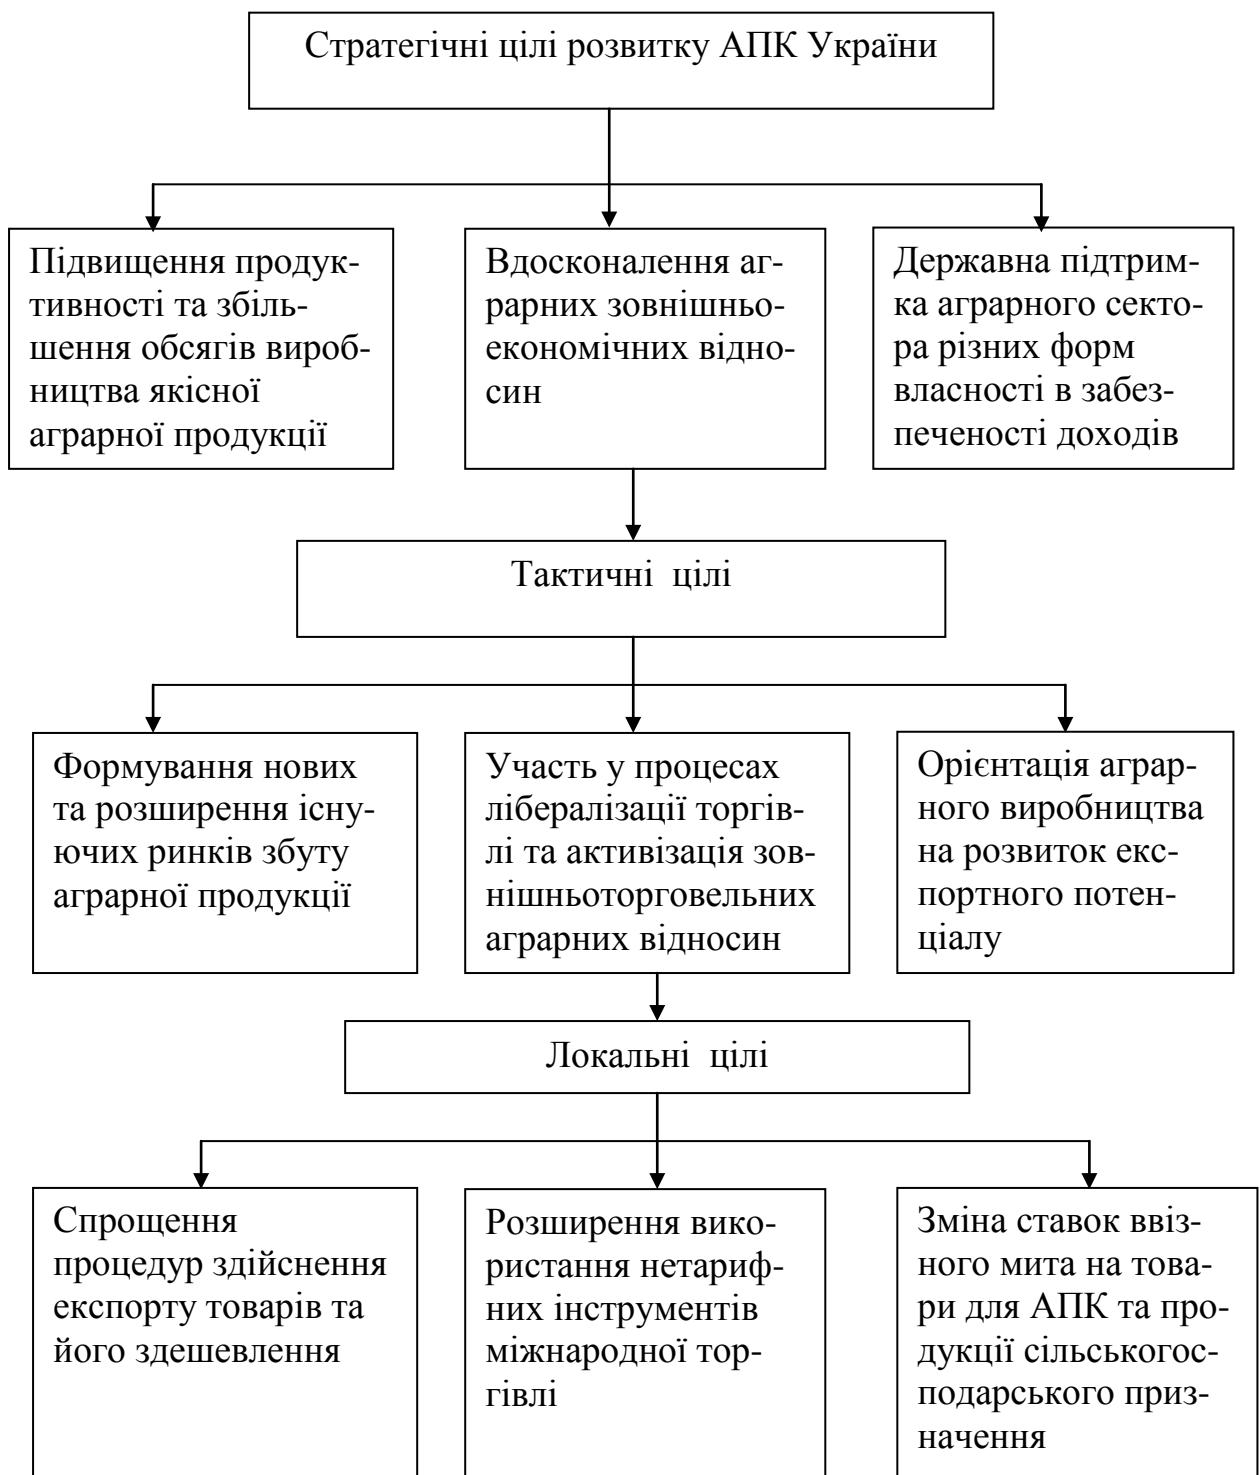 Стратегічні цілі розвитку АПК України
Підвищення продук-
тивності та збіль-
шення обсягів вироб-
ництва якісної
аграрної продукції
Вдосконалення аг-
рарних зовнішньо-
економічних відно-
син
Державна підтрим-
ка аграрного секто-
ра різних форм
власності в забез-
печеності доходів
Тактичні цілі
Формування нових
та розширення існу-
ючих ринків збуту
аграрної продукції
Участь у процесах
лібералізації торгів-
лі та активізація зов-
нішньоторговельних
аграрних відносин
Орієнтація аграр-
ного виробництва
на розвиток екс-
портного потен-
ціалу
Локальні цілі
Спрощення
процедур здійснення
експорту товарів та
його здешевлення
Розширення вико-
ристання нетариф-
них інструментів
міжнародної тор-
гівлі
Зміна ставок ввіз-
ного мита на това-
ри для АПК та про-
дукції сільськогос-
подарського приз-
начення